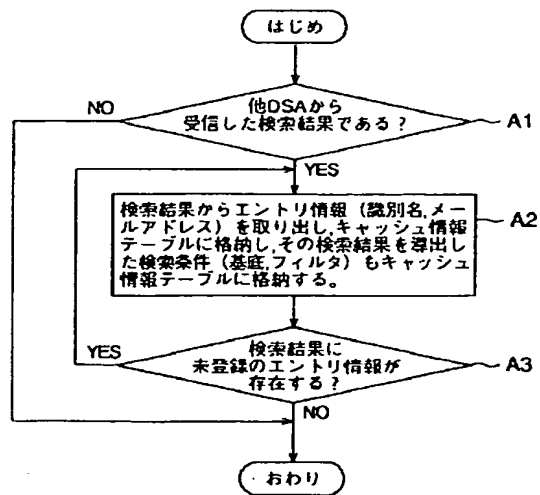 はじめ
他DSAから
受信した検索結果である?
NO
A1
YES
検索結果からエントリ情報(識別名,メー
ルアドレス)を取り出し,キャッシュ情報
テーブルに格納し,その検索結果を導出し
た検索条件(基底,フィルタ)もキャッシュ
情報テーブルに格納する。
A2
YES
検索結果に
未登録のエントリ情報が
存在する?
A3
NO
おわり